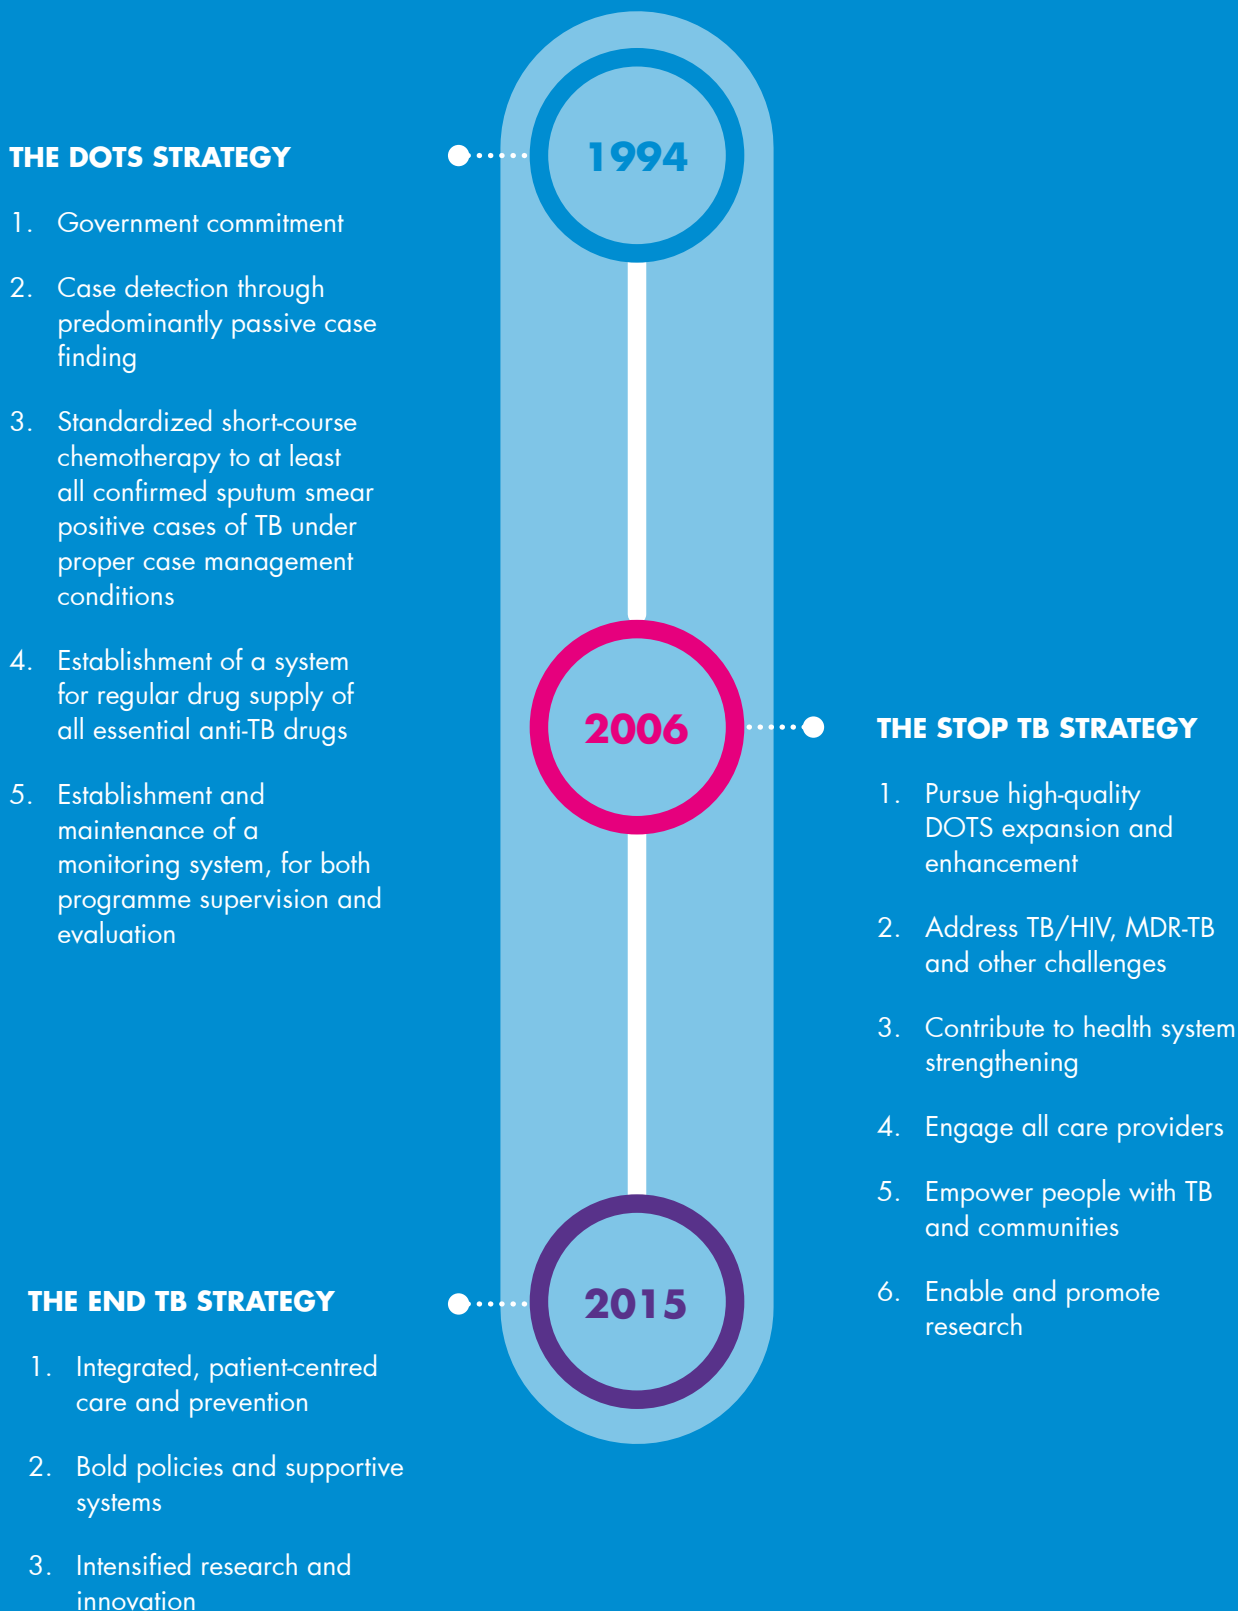 1994
THE DOTS STRATEGY
1. Government commitment
2. Case detection through
predominantly passive case
finding
3. Standardized short-course
chemotherapy to at least
all confirmed sputum smear
positive cases of TB under
proper case management
conditions
4. Establishment of a system
for regular drug supply of
all essential anti-TB drugs
5. Establishment and
maintenance of a
monitoring system, for both
programme supervision and
evaluation
2006
THE STOP TB STRATEGY
1. Pursue high-quality
DOTS expansion and
enhancement
2. Address TB/HIV, MDR-TB
and other challenges
3. Contribute to health system
strengthening
4. Engage all care providers
5. Empower people with TB
and communities
6. Enable and promote
research
2015
THE END TB STRATEGY
1. Integrated, patient-centred
care and prevention
2. Bold policies and supportive
systems
3. Intensified research and
innovation